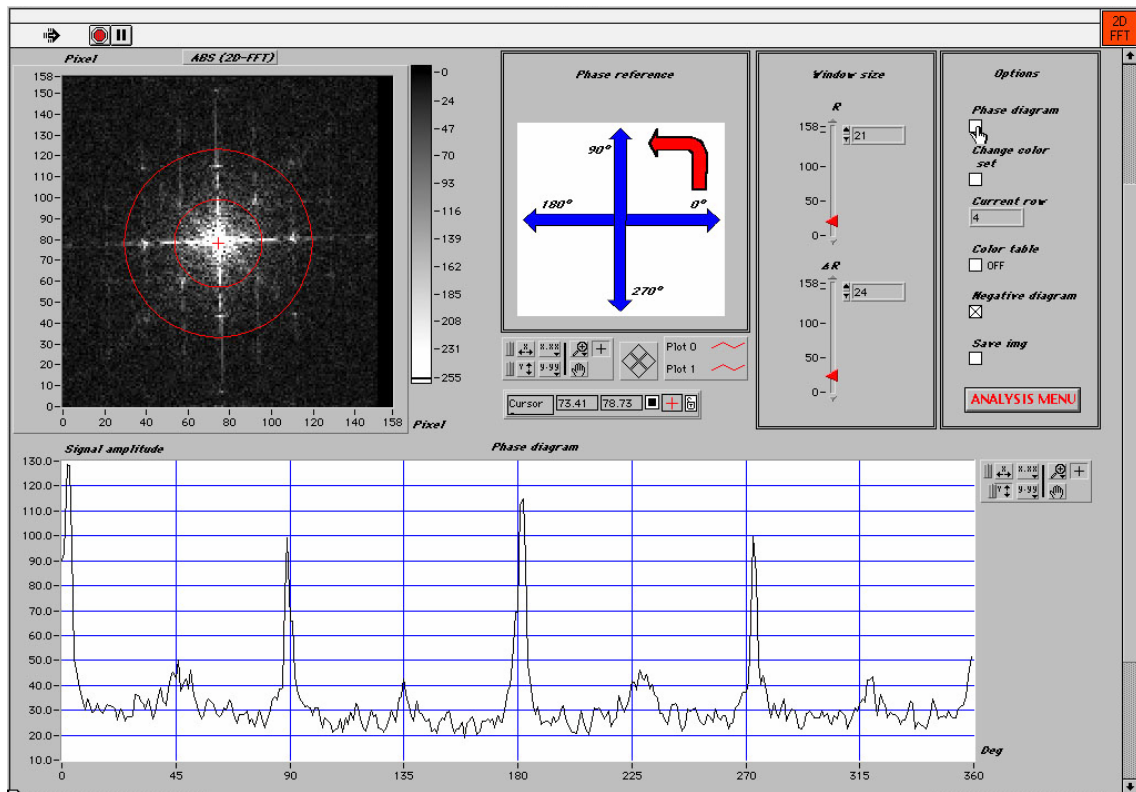 2D
FFT
Pixel
ABS (2D-FFT)
158
140
130
120
110
100
90
80
70
60
50
40
30
20
10
0
0 20 40 60 80 100 120 140 158
Pixel
0
24
47
70
93
116
139
162
185
208
231
255
Phase reference
90°
180°
0°
270°
X
X.XX
Y
Y.YY
Plot 0
Plot 1
Cursor 73.41 78.73
Window size
R
158
100
50
0
21
ΔR
158
100
50
0
24
Options
Phase diagram
Change color
set
Current row
4
Color table
OFF
Negative diagram
Save img
ANALYSIS MENU
Signal amplitude
Phase diagram
130.0
120.0
110.0
100.0
90.0
80.0
70.0
60.0
50.0
40.0
30.0
20.0
10.0
0 45 90 135 180 225 270 315 360
Deg
X
X.XX
Y
Y.YY